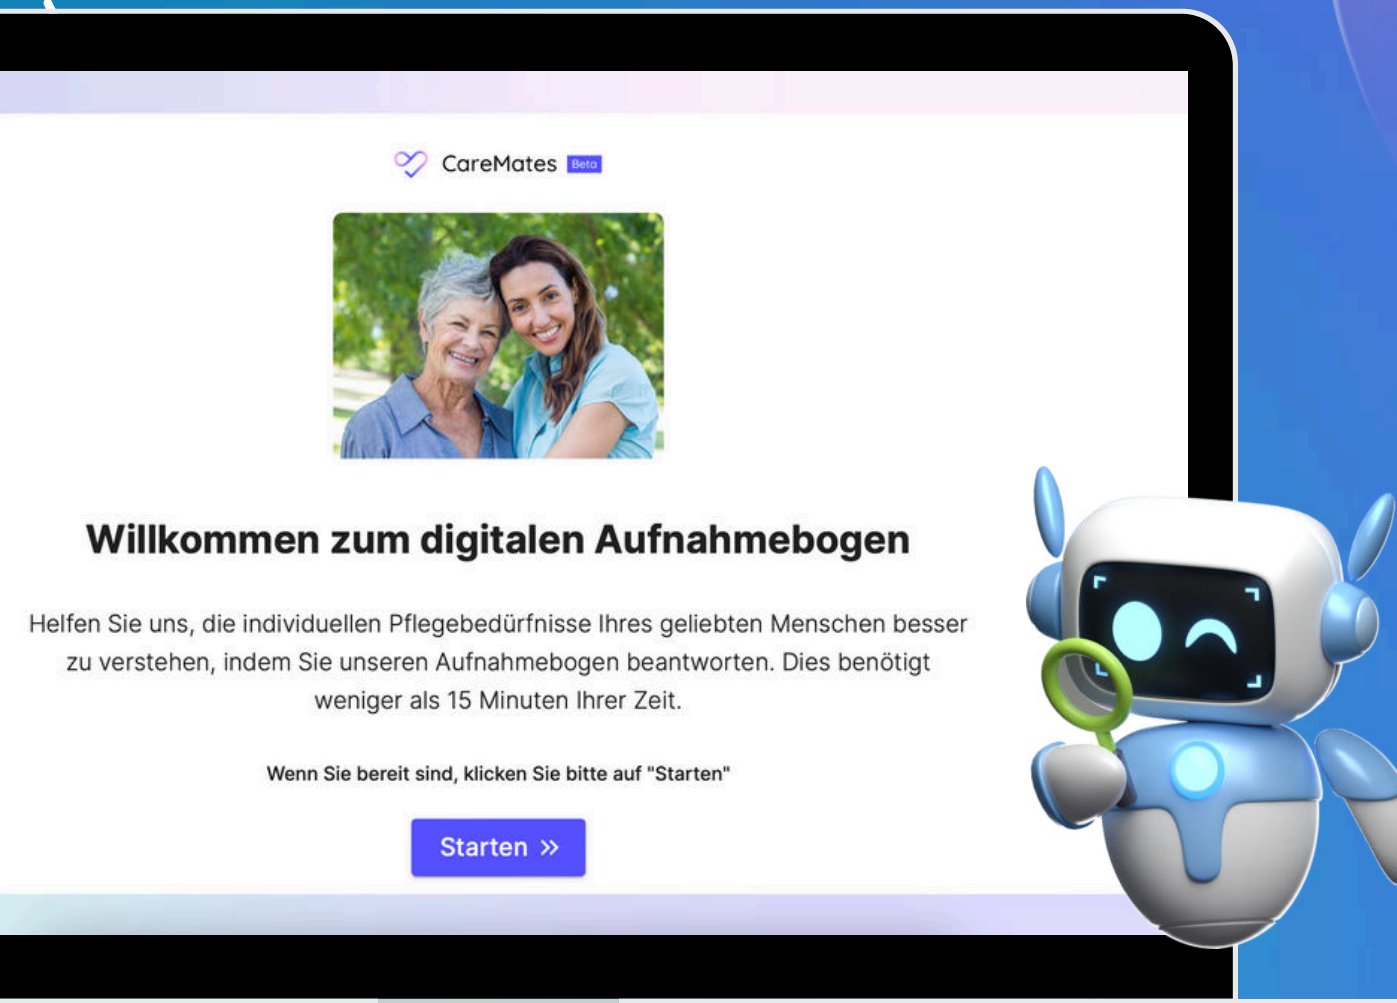 CareMates Beta
Willkommen zum digitalen Aufnahmebogen
Helfen Sie uns, die individuellen Pflegebedürfnisse Ihres geliebten Menschen besser
zu verstehen, indem Sie unseren Aufnahmebogen beantworten. Dies benötigt
weniger als 15 Minuten Ihrer Zeit.
Wenn Sie bereit sind, klicken Sie bitte auf "Starten"
Starten »